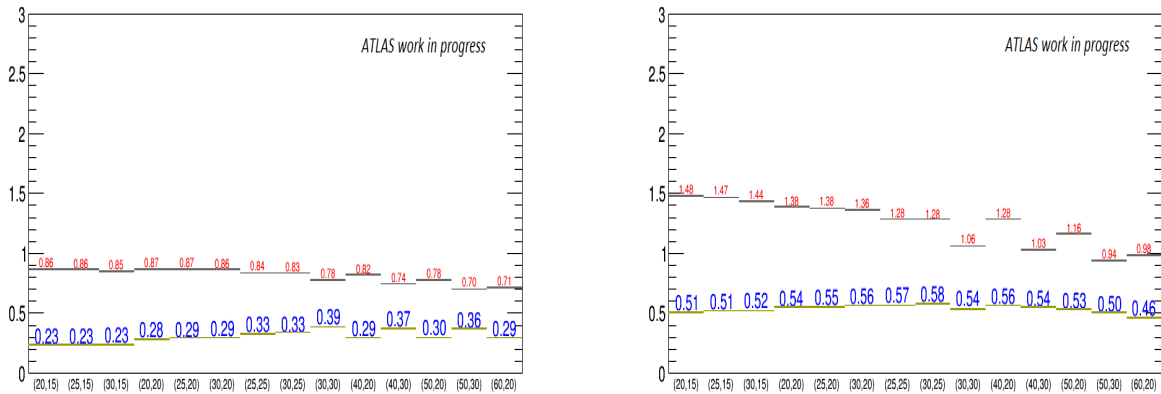 3
ATLAS work in progress
2.5
2
1.5
1
0.86 0.86 0.85 0.87 0.87 0.86 0.84 0.83 0.78 0.82 0.74 0.78 0.70 0.71
0.5
0.23 0.23 0.23 0.28 0.29 0.29 0.33 0.33 0.39 0.29 0.37 0.30 0.36 0.29
0
(20,15) (25,15) (30,15) (20,20) (25,20) (30,20) (25,25) (30,25) (30,30) (40,20) (40,30) (50,20) (50,30) (60,20)
3
ATLAS work in progress
2.5
2
1.5
1.48 1.47 1.44 1.38 1.38 1.36 1.28 1.28 1.06 1.28 1.03 1.16 0.94 0.98
1
0.51 0.51 0.52 0.54 0.55 0.56 0.57 0.58 0.54 0.56 0.54 0.53 0.50 0.46
0.5
0
(20,15) (25,15) (30,15) (20,20) (25,20) (30,20) (25,25) (30,25) (30,30) (40,20) (40,30) (50,20) (50,30) (60,20)